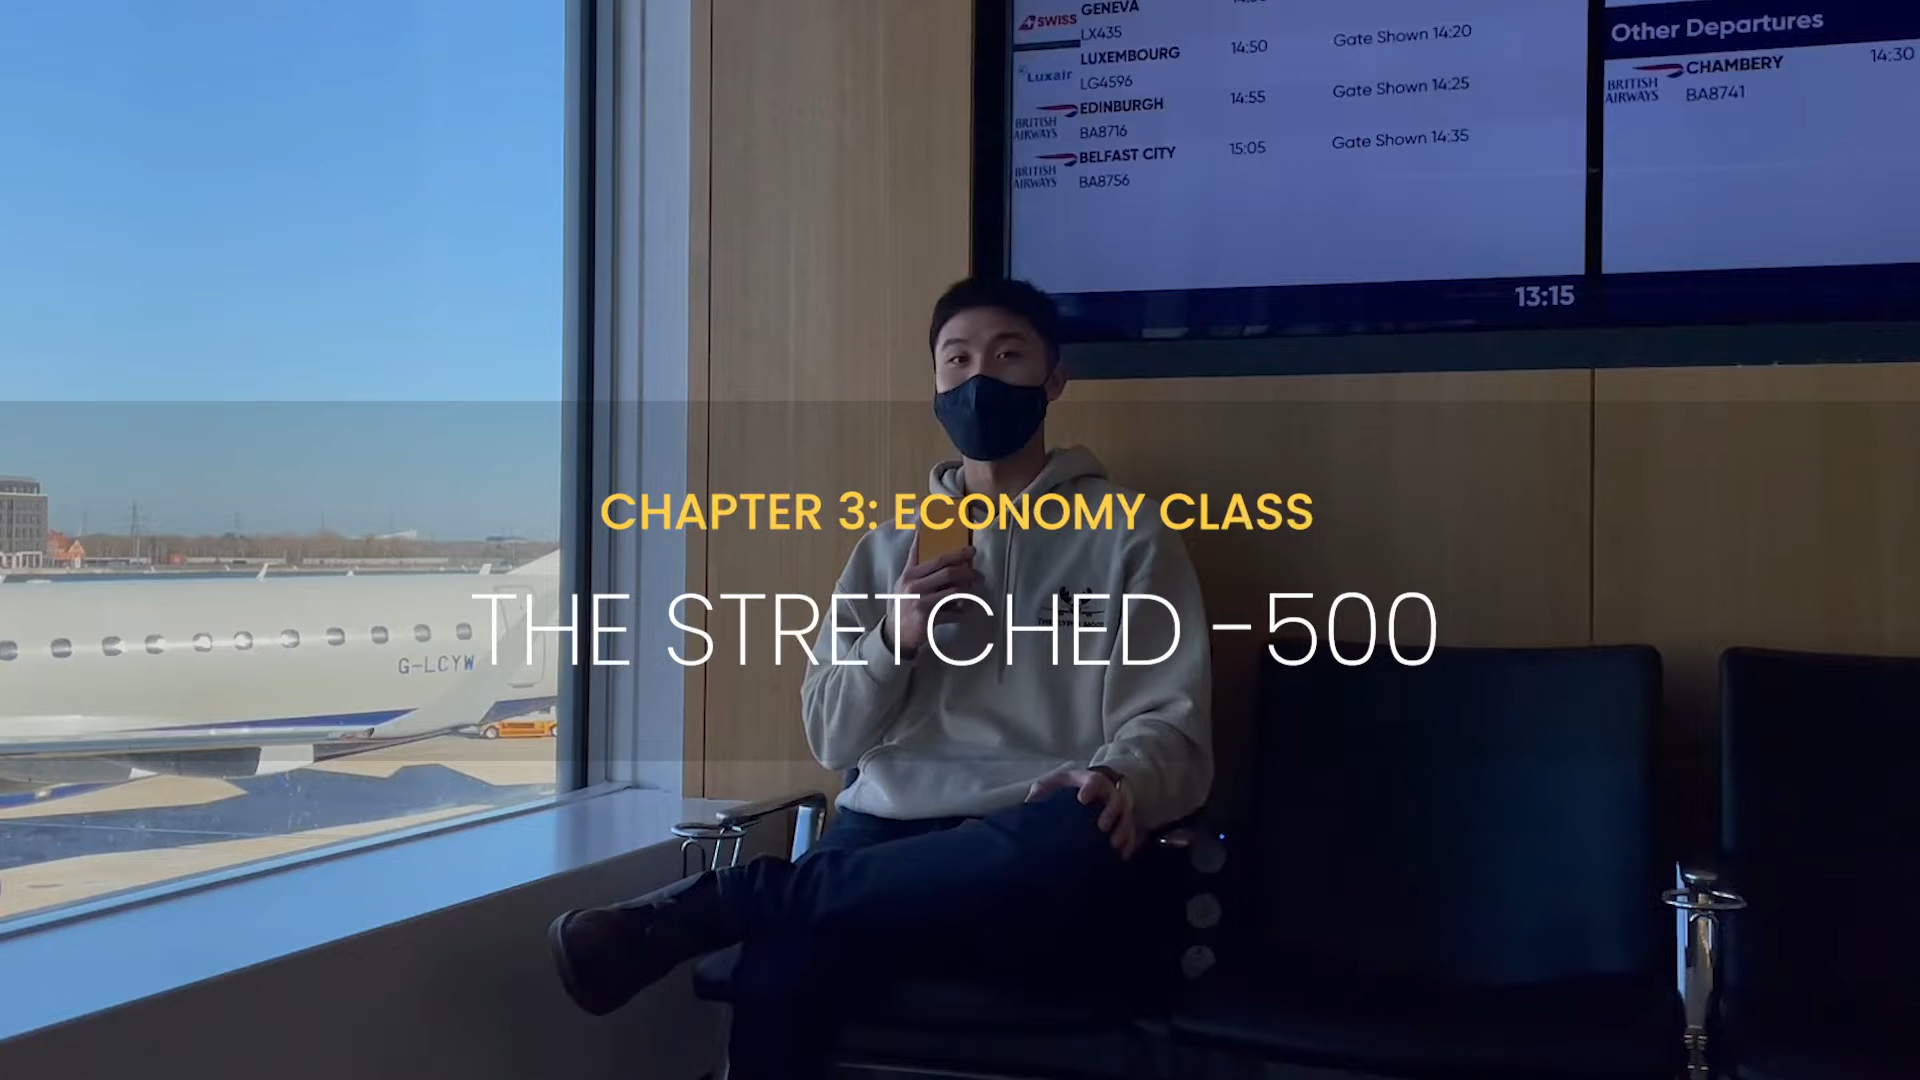 GENEVA
SWISS
LX435
LUXEMBOURG 14:50 Gate Shown 14:20
Luxair
LG4596
EDINBURGH 14:55 Gate Shown 14:25
BRITISH AIRWAYS
BA8716
BELFAST CITY 15:05 Gate Shown 14:35
BRITISH AIRWAYS
BA8756
13:15
Other Departures
CHAMBERY 14:30
BRITISH AIRWAYS
BA8741
CHAPTER 3: ECONOMY CLASS
THE STRETCHED -500
G-LCYW